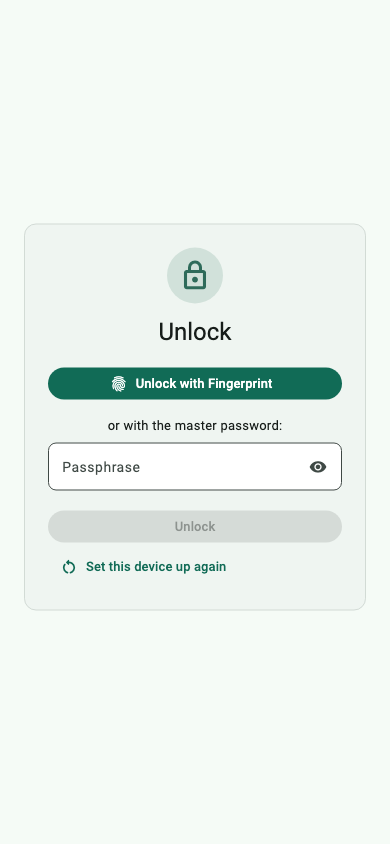 Unlock
Unlock with Fingerprint
or with the master password:
Passphrase
Unlock
Set this device up again